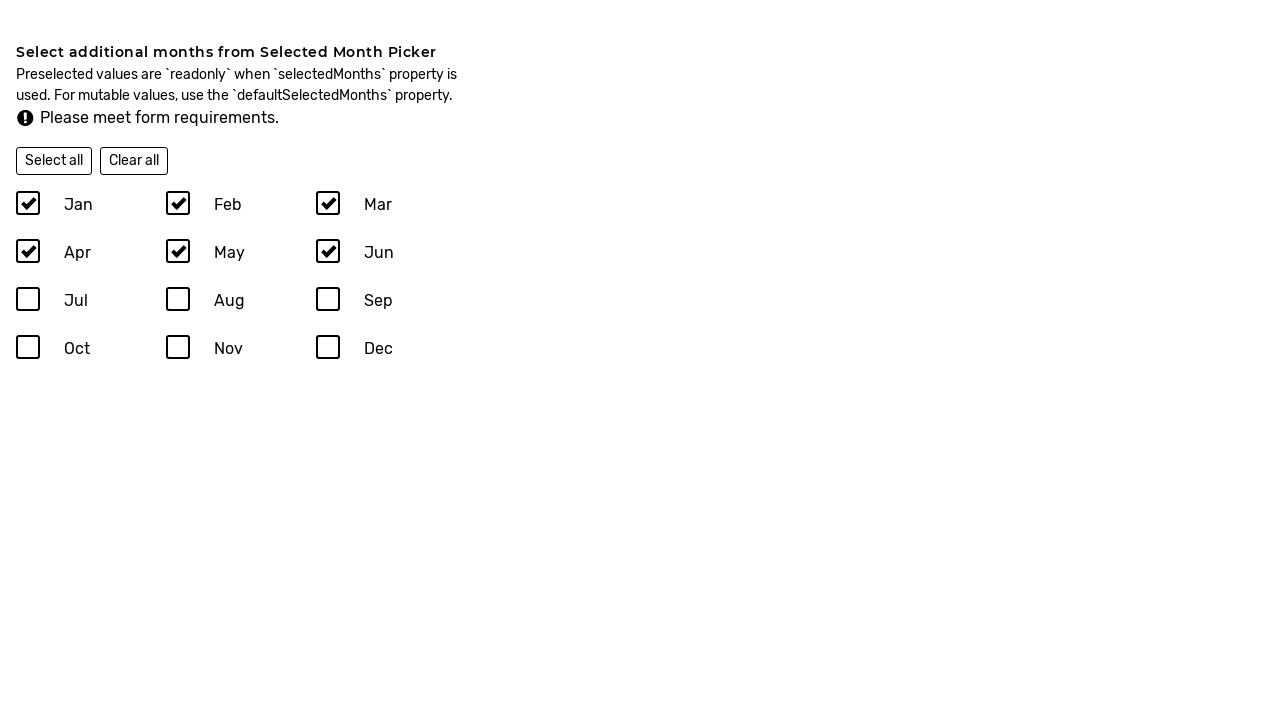 Select additional months from Selected Month Picker
Preselected values are `readonly` when `selectedMonths` property is
used. For mutable values, use the `defaultSelectedMonths` property.
Please meet form requirements.
Select all Clear all
Jan Feb Mar
Apr May Jun
Jul Aug Sep
Oct Nov Dec